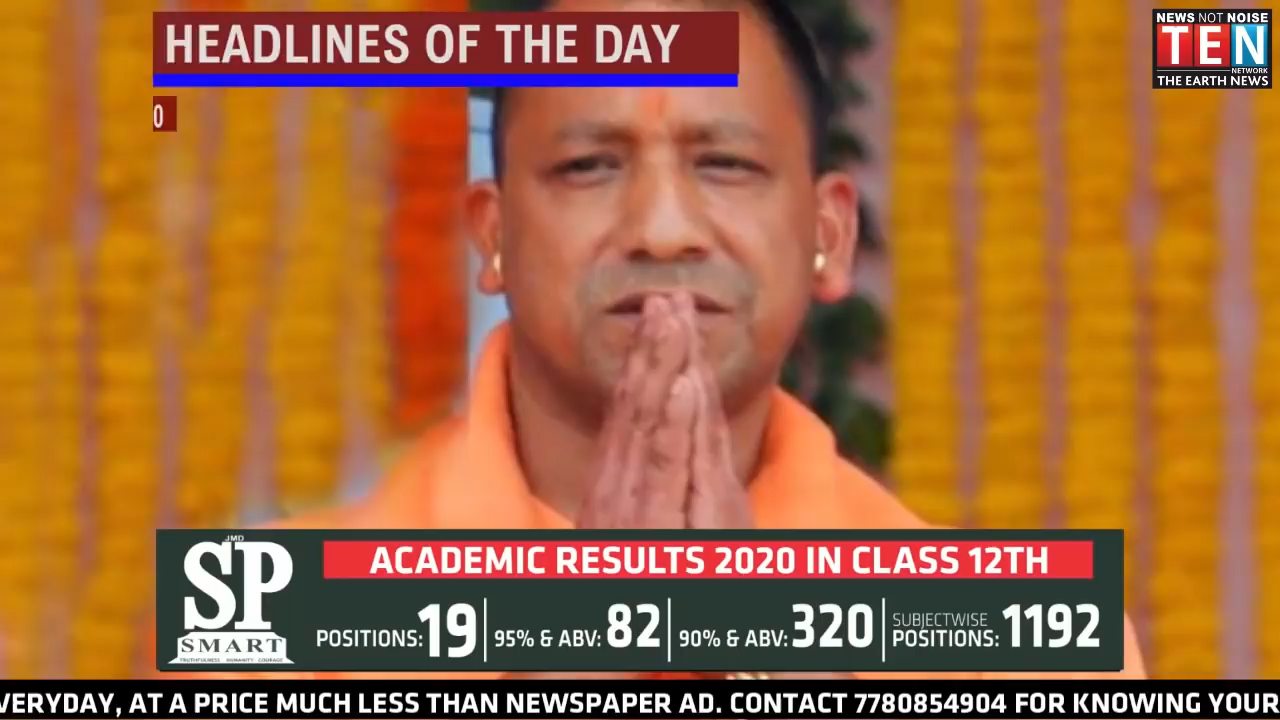 HEADLINES OF THE DAY
NEWS NOT NOISE
TEN
NETWORK
THE EARTH NEWS
0
JMD
SP
SMART
TRUTHFULNESS HUMANITY COURAGE
ACADEMIC RESULTS 2020 IN CLASS 12TH
POSITIONS: 19
95% & ABV: 82
90% & ABV: 320
SUBJECTWISE
POSITIONS: 1192
VERYDAY, AT A PRICE MUCH LESS THAN NEWSPAPER AD. CONTACT 7780854904 FOR KNOWING YOUR